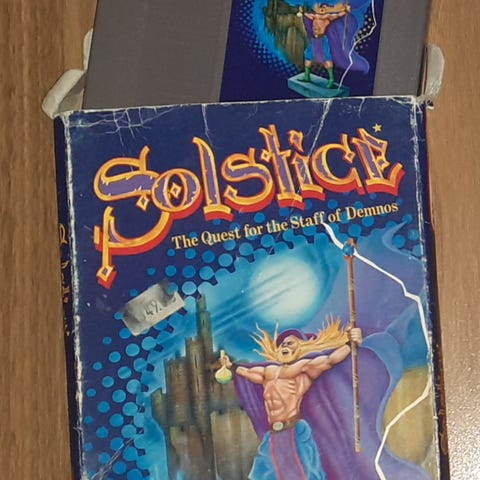 Solstice
The Quest for the Staff of Demnos